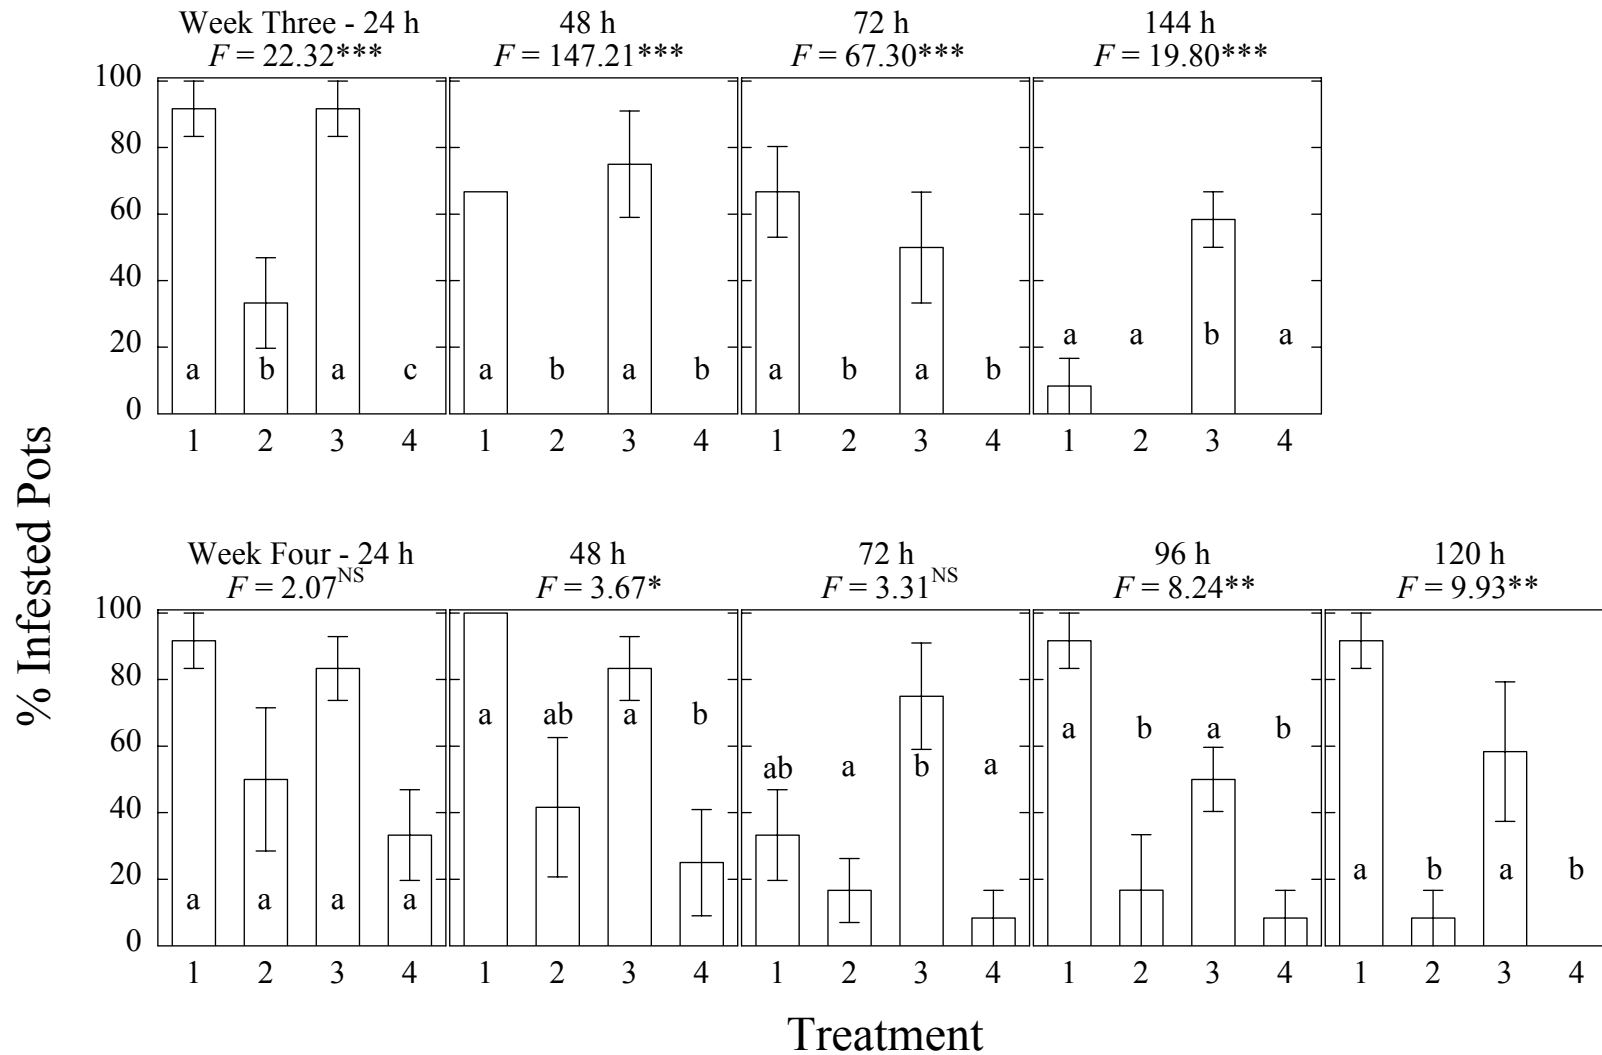 Week Three - 24 h 48 h 72 h 144 h
F = 22.32*** F = 147.21*** F = 67.30*** F = 19.80***
100
80
60
40
20
0
a b a c a b a b a b a b a a b a
1 2 3 4 1 2 3 4 1 2 3 4 1 2 3 4
% Infested Pots
Week Four - 24 h 48 h 72 h 96 h 120 h
F = 2.07NS F = 3.67* F = 3.31NS F = 8.24** F = 9.93**
100
80
60
40
20
0
a a a a a ab a b ab a b a a b a b a b a b
1 2 3 4 1 2 3 4 1 2 3 4 1 2 3 4 1 2 3 4
Treatment